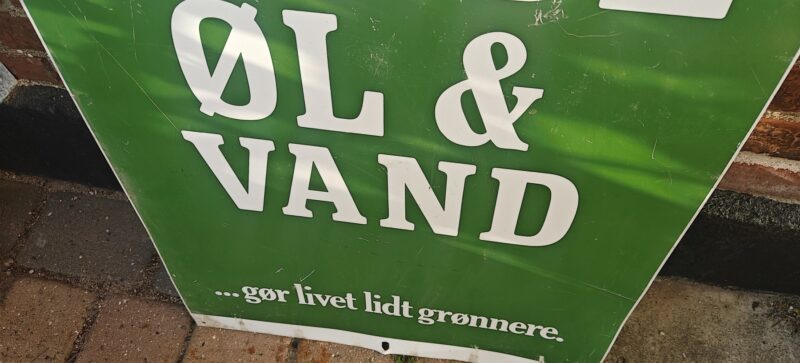 ØL &
VAND
...gør livet lidt grønnere.